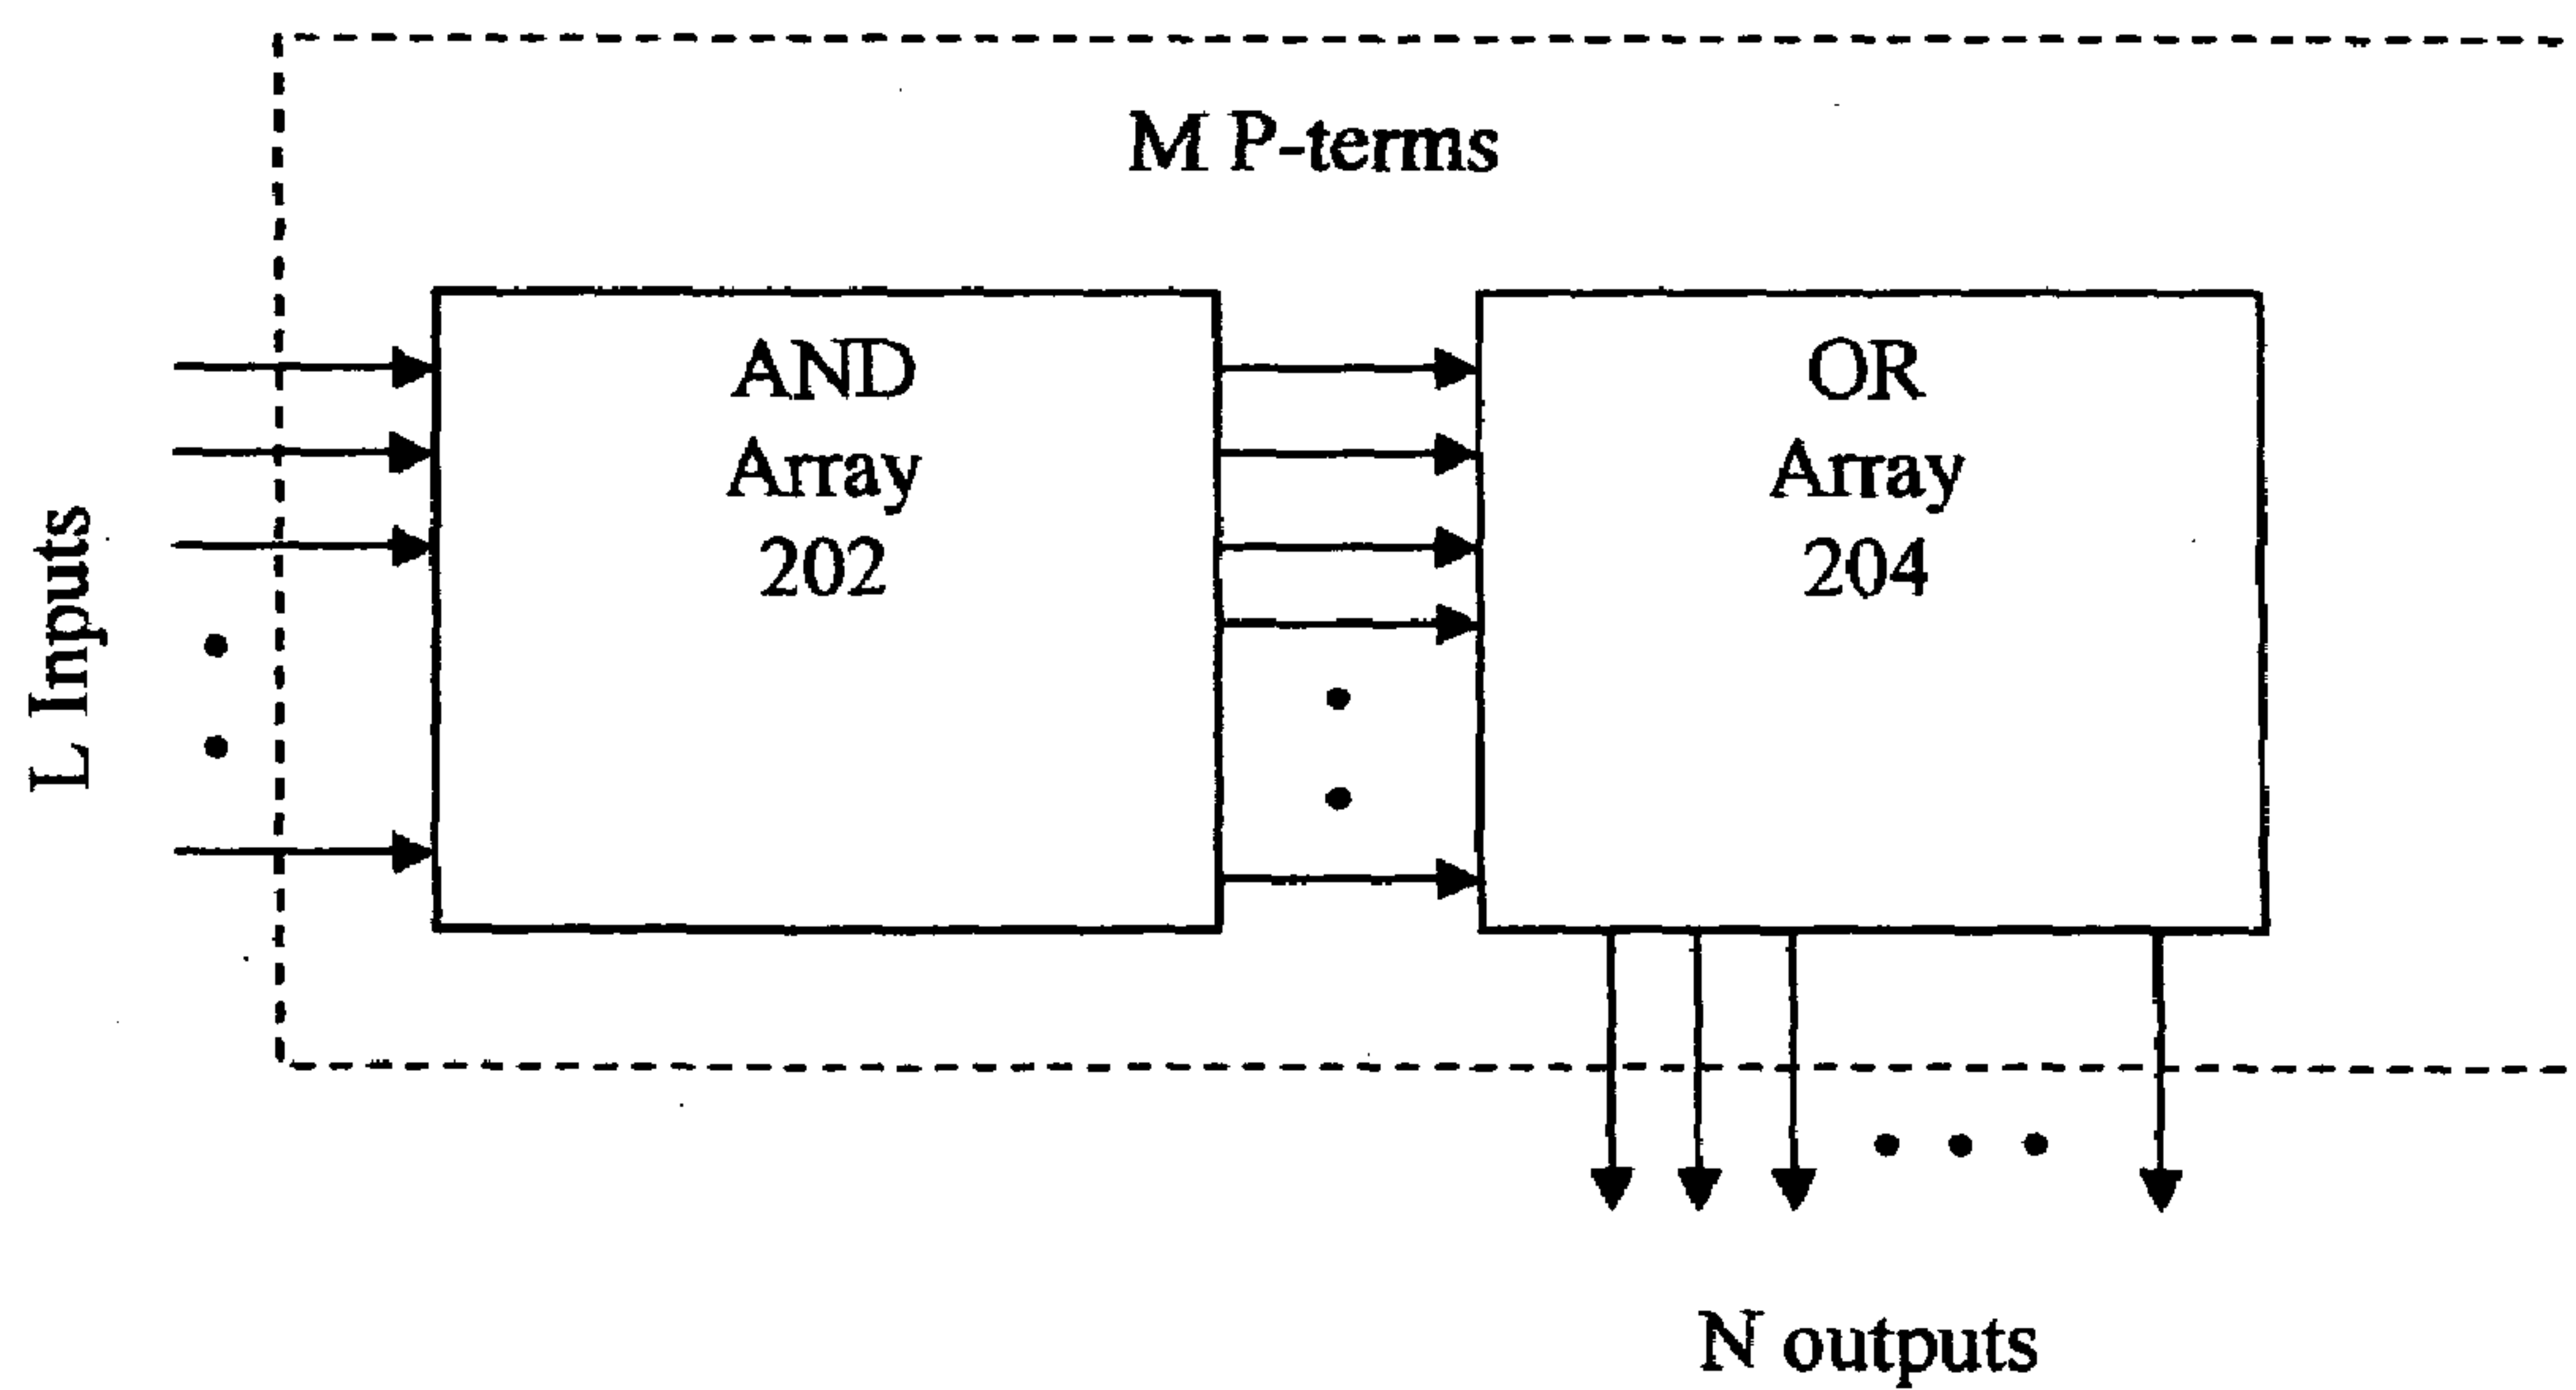 M P-terms
L Inputs
AND
Array
202
OR
Array
204
N outputs